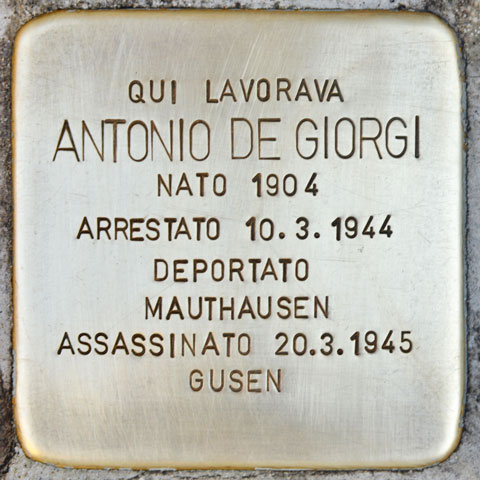 QUI LAVORAVA
ANTONIO DE GIORGI
NATO 1904
ARRESTATO 10.3.1944
DEPORTATO
MAUTHAUSEN
ASSASSINATO 20.3.1945
GUSEN